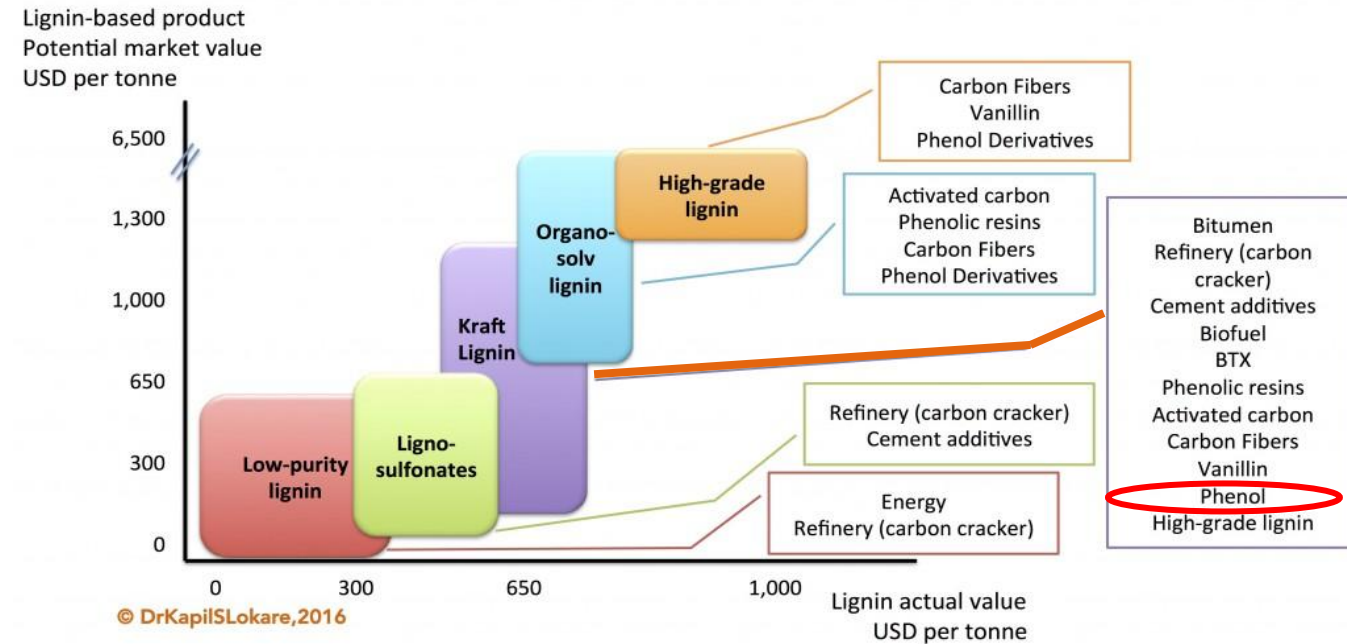 Lignin-based product
Potential market value
USD per tonne
6,500
1,300
1,000
650
300
0
0
300
650
1,000
Lignin actual value
USD per tonne
Low-purity
lignin
Ligno-
sulfonates
Kraft
Lignin
Organo-
solv
lignin
High-grade
lignin
Carbon Fibers
Vanillin
Phenol Derivatives
Activated carbon
Phenolic resins
Carbon Fibers
Phenol Derivatives
Bitumen
Refinery (carbon
cracker)
Cement additives
Biofuel
BTX
Phenolic resins
Activated carbon
Carbon Fibers
Vanillin
Phenol
High-grade lignin
Refinery (carbon cracker)
Cement additives
Energy
Refinery (carbon cracker)
© DrKapilSLokare,2016